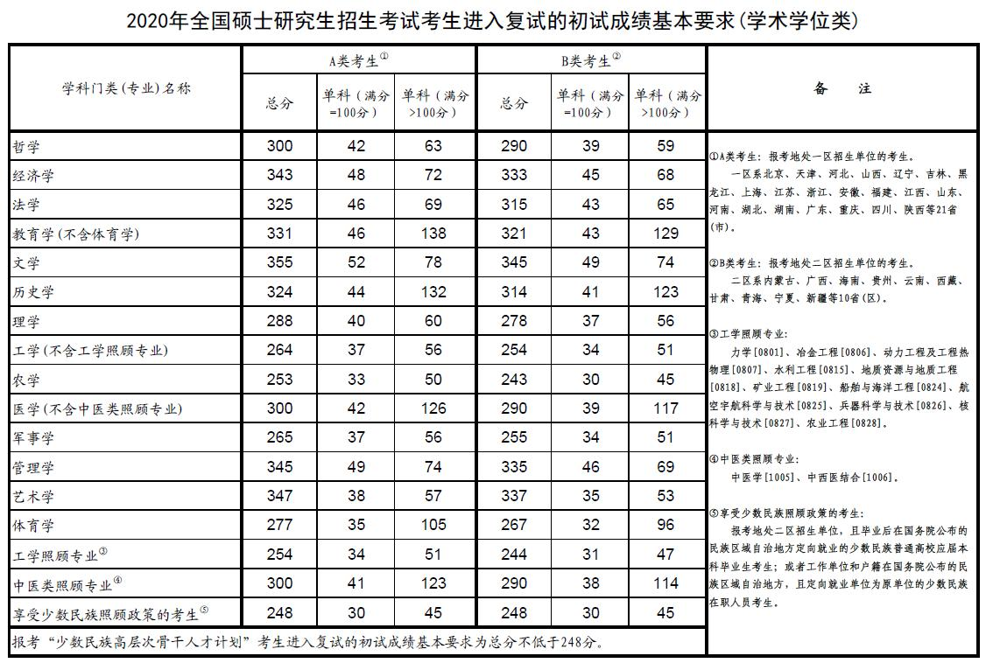 2020年全国硕士研究生招生考试考生进入复试的初试成绩基本要求(学术学位类)
学科门类(专业)名称 A类考生① B类考生② 备 注
总分 单科（满分=100分） 单科（满分>100分） 总分 单科（满分=100分） 单科（满分>100分）
哲学 300 42 63 290 39 59
经济学 343 48 72 333 45 68
法学 325 46 69 315 43 65
教育学(不含体育学) 331 46 138 321 43 129
文学 355 52 78 345 49 74
历史学 324 44 132 314 41 123
理学 288 40 60 278 37 56
工学(不含工学照顾专业) 264 37 56 254 34 51
农学 253 33 50 243 30 45
医学(不含中医类照顾专业) 300 42 126 290 39 117
军事学 265 37 56 255 34 51
管理学 345 49 74 335 46 69
艺术学 347 38 57 337 35 53
体育学 277 35 105 267 32 96
工学照顾专业③ 254 34 51 244 31 47
中医类照顾专业④ 300 41 123 290 38 114
享受少数民族照顾政策的考生⑤ 248 30 45 248 30 45
报考“少数民族高层次骨干人才计划”考生进入复试的初试成绩基本要求为总分不低于248分。
①A类考生：报考地处一区招生单位的考生。
一区系北京、天津、河北、山西、辽宁、吉林、黑
龙江、上海、江苏、浙江、安徽、福建、江西、山东、
河南、湖北、湖南、广东、重庆、四川、陕西等21省
(市)。
②B类考生：报考地处二区招生单位的考生。
二区系内蒙古、广西、海南、贵州、云南、西藏、
甘肃、青海、宁夏、新疆等10省(区)。
③工学照顾专业：
力学[0801]、冶金工程[0806]、动力工程及工程热
物理[0807]、水利工程[0815]、地质资源与地质工程
[0818]、矿业工程[0819]、船舶与海洋工程[0824]、航
空宇航科学与技术[0825]、兵器科学与技术[0826]、核
科学与技术[0827]、农业工程[0828]。
④中医类照顾专业：
中医学[1005]、中西医结合[1006]。
⑤享受少数民族照顾政策的考生：
报考地处二区招生单位，且毕业后在国务院公布的
民族区域自治地方定向就业的少数民族普通高校应届本
科毕业生考生；或者工作单位和户籍在国务院公布的民
族区域自治地方，且定向就业单位为原单位的少数民族
在职人员考生。